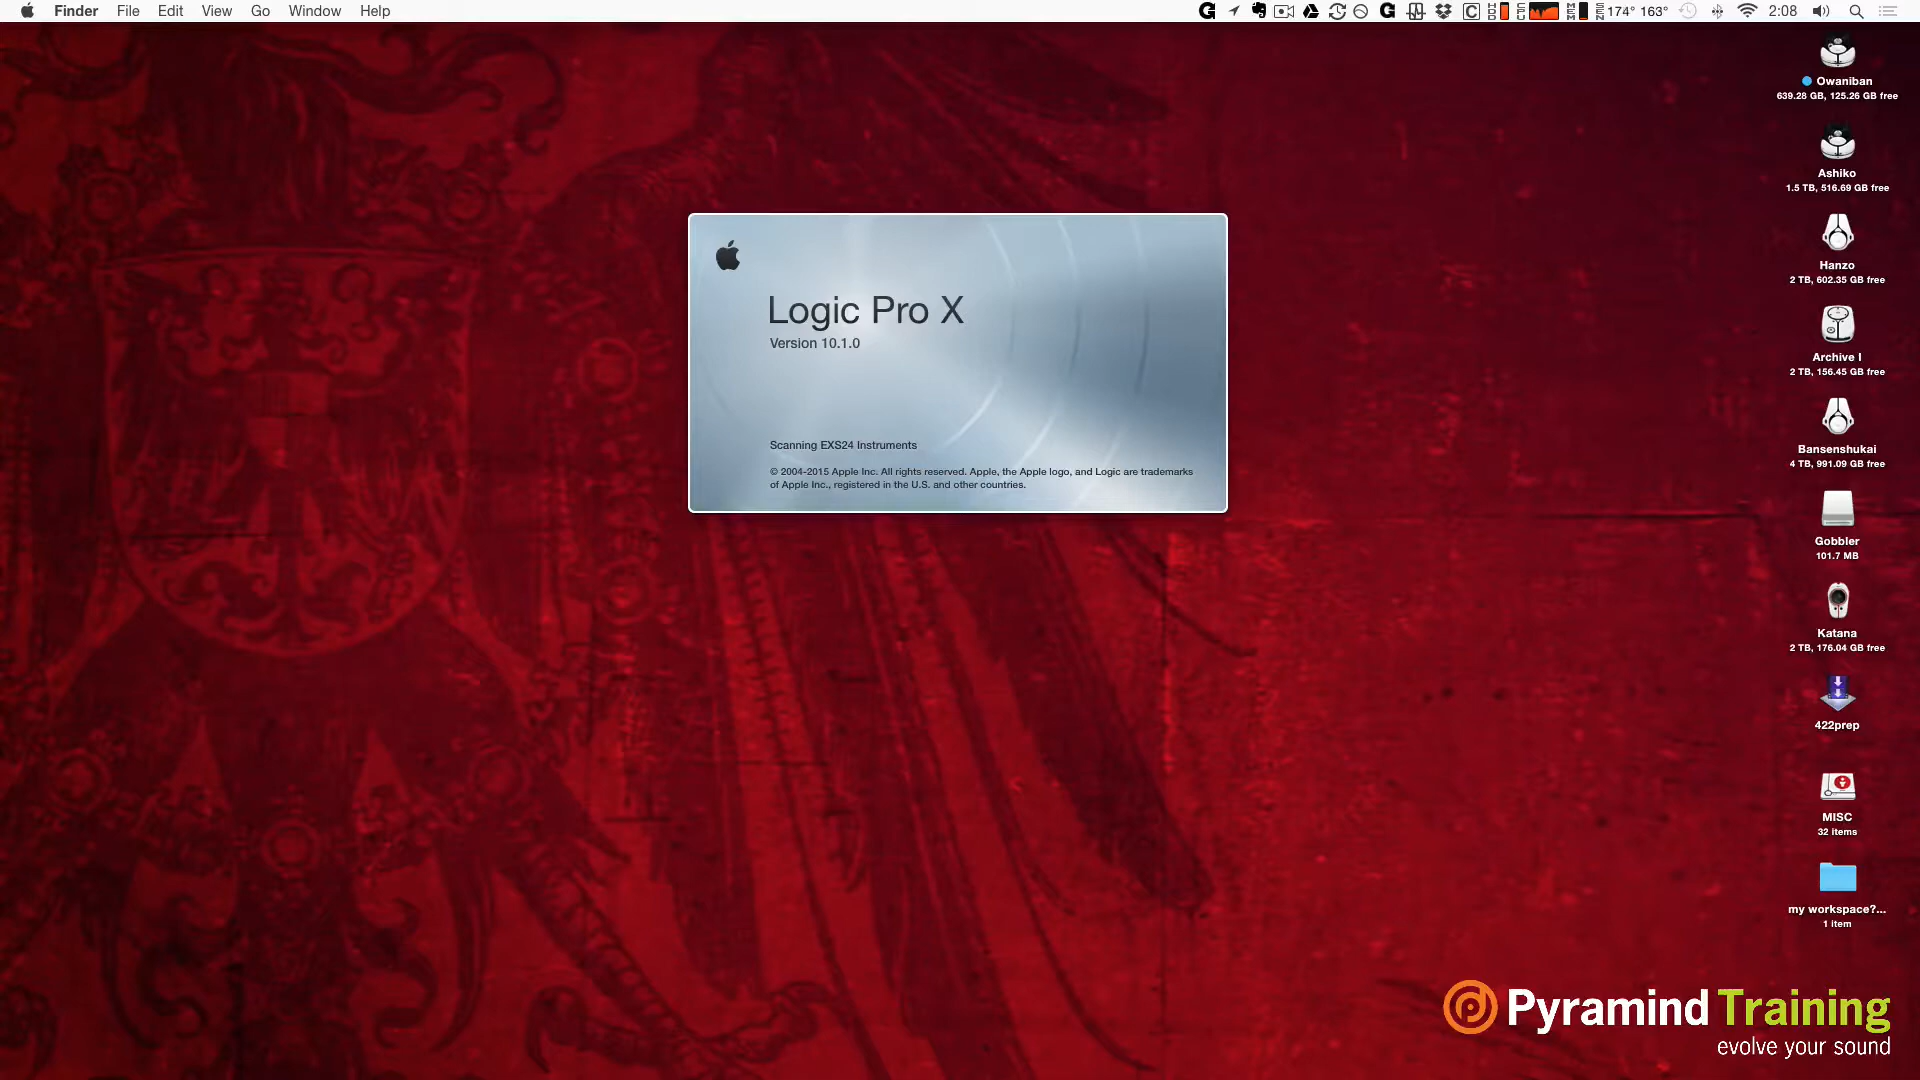 Finder File Edit View Go Window Help
174° 163° 2:08
Owaniban
639.28 GB, 125.26 GB free
Ashiko
1.5 TB, 516.69 GB free
Hanzo
2 TB, 602.35 GB free
Archive I
2 TB, 156.45 GB free
Bansenshukai
4 TB, 991.09 GB free
Gobbler
101.7 MB
Katana
2 TB, 176.04 GB free
422prep
MISC
32 items
my workspace?...
1 item
Logic Pro X
Version 10.1.0
Scanning EXS24 Instruments
© 2004-2015 Apple Inc. All rights reserved. Apple, the Apple logo, and Logic are trademarks
of Apple Inc., registered in the U.S. and other countries.
Pyramind Training
evolve your sound